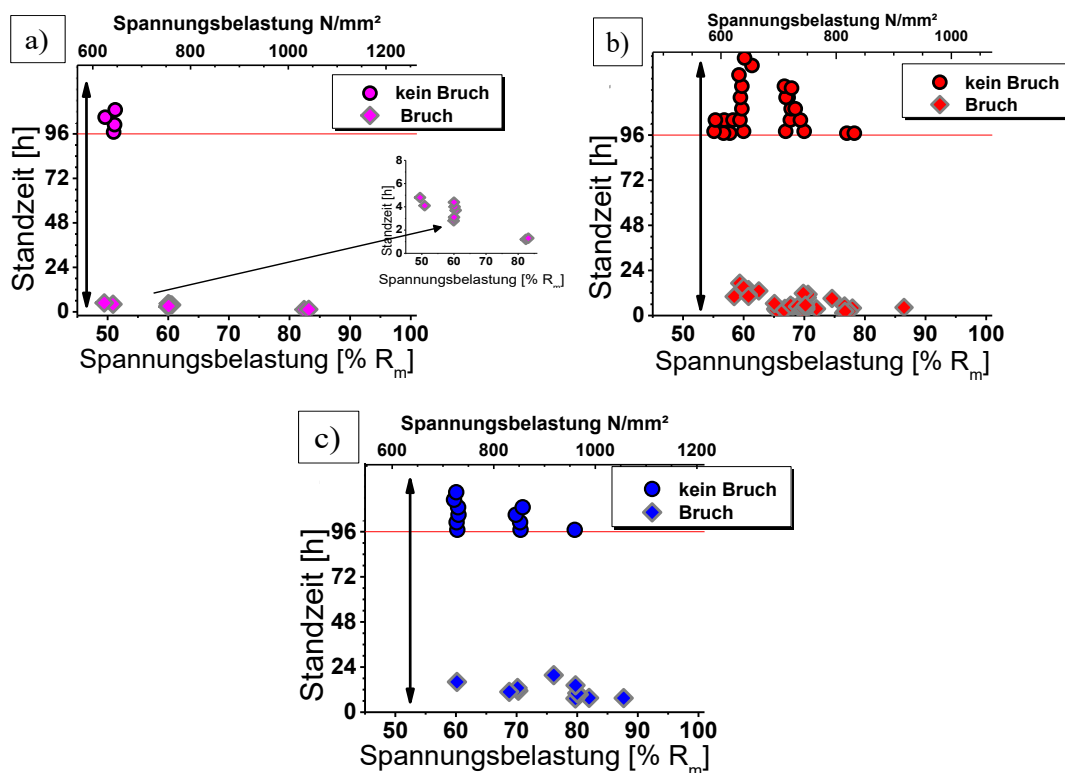 a)
Spannungsbelastung N/mm²
600 800 1000 1200
kein Bruch
Bruch
Standzeit [h]
96
72
48
24
0
50 60 70 80 90 100
Spannungsbelastung [% Rm]
Standzeit [h]
8
6
4
2
0
50 60 70 80
Spannungsbelastung [% R
b)
Spannungsbelastung N/mm²
600 800 1000
kein Bruch
Bruch
Standzeit [h]
96
72
48
24
0
50 60 70 80 90 100
Spannungsbelastung [% Rm]
c)
Spannungsbelastung N/mm²
600 800 1000 1200
kein Bruch
Bruch
Standzeit [h]
96
72
48
24
0
50 60 70 80 90 100
Spannungsbelastung [% Rm]